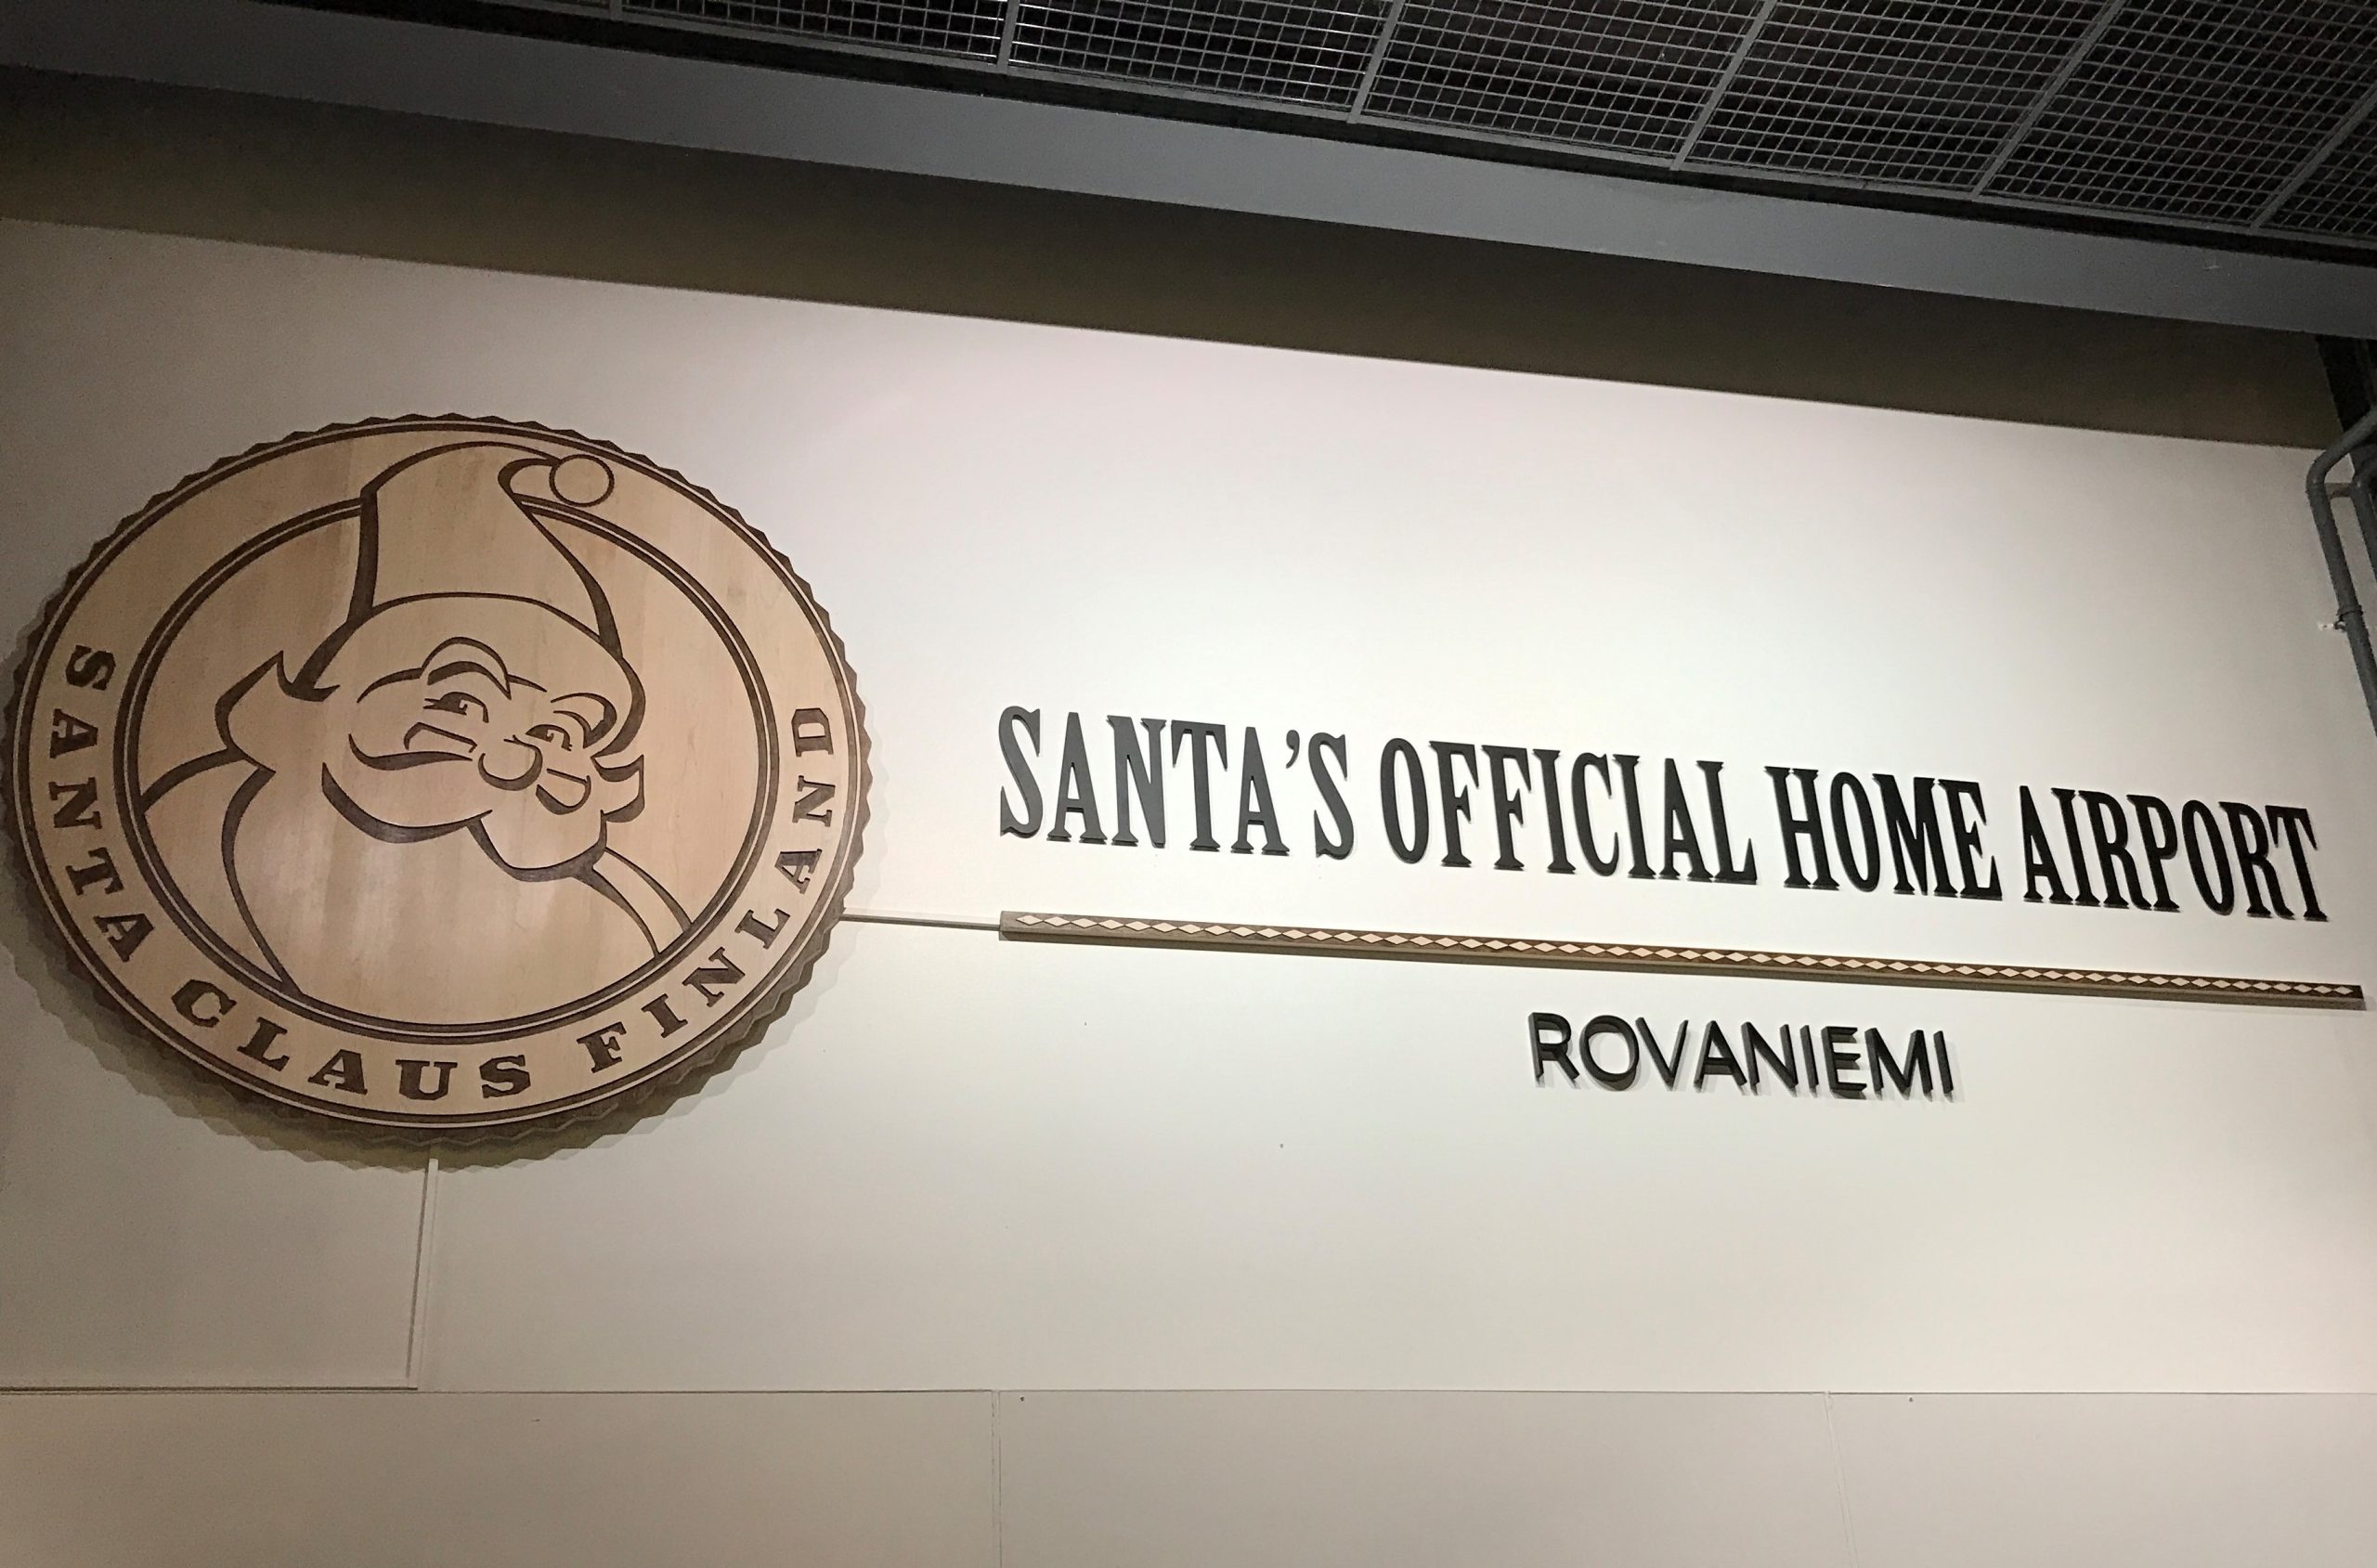 SANTA CLAUS FINLAND
SANTA'S OFFICIAL HOME AIRPORT
ROVANIEMI